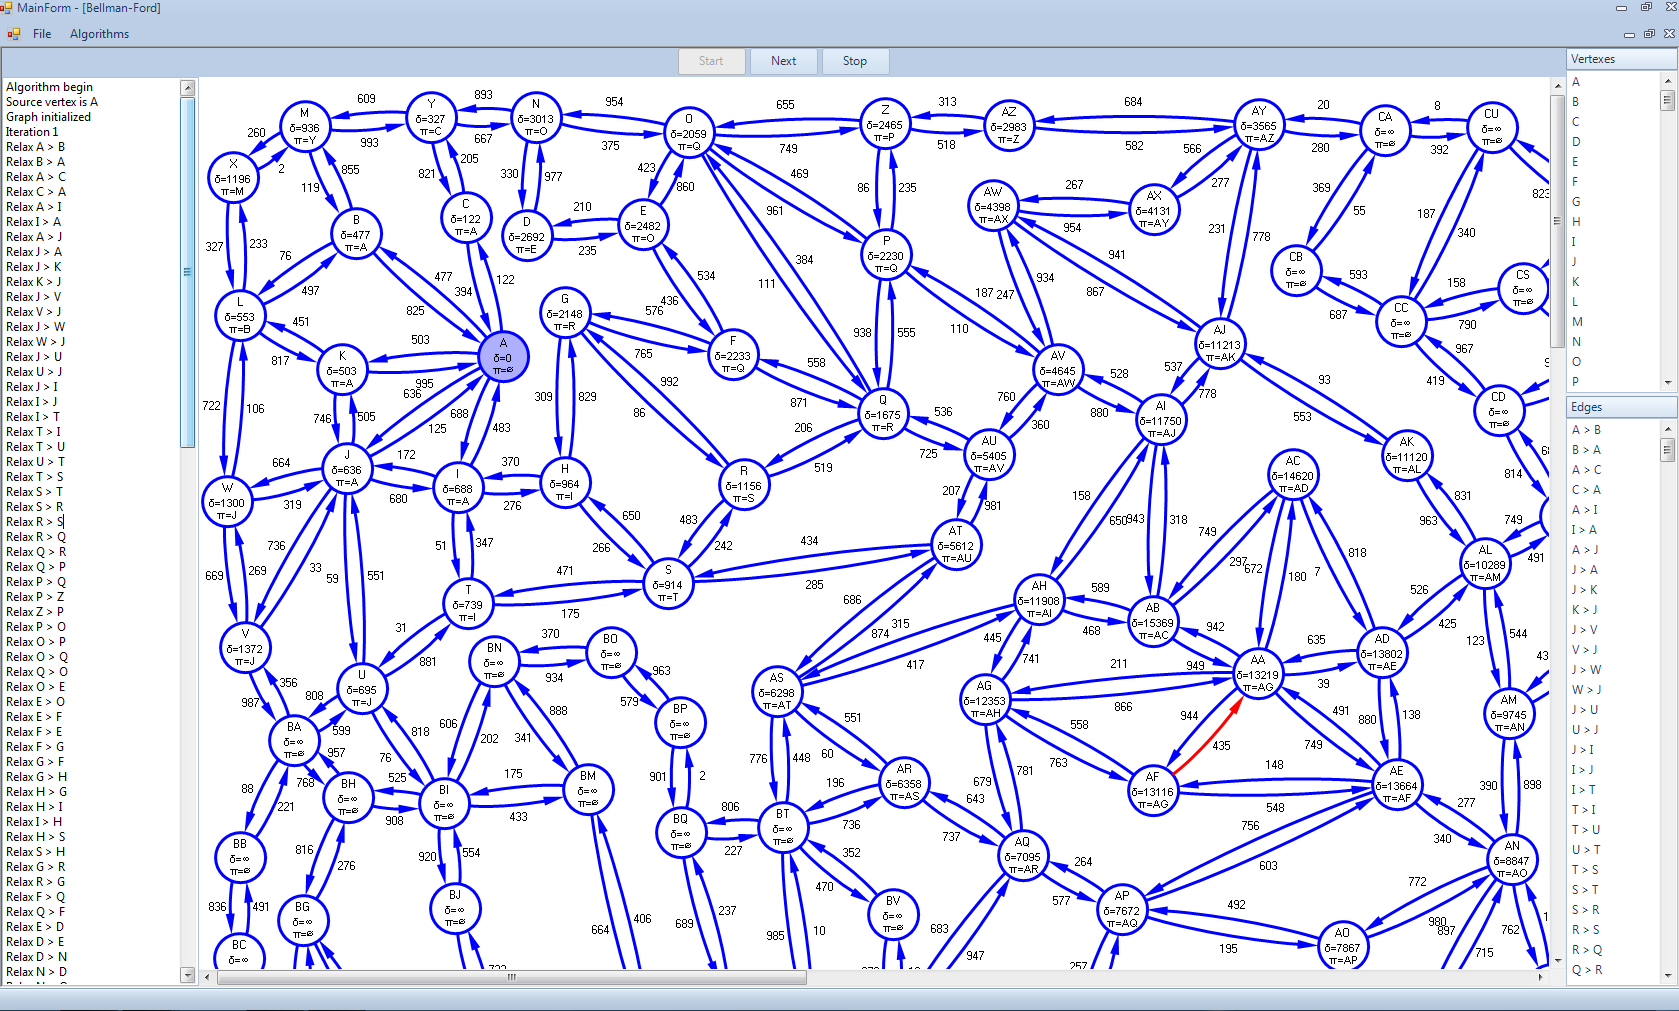 MainForm - [Bellman-Ford]
File Algorithms
Start Next Stop
Algorithm begin
Source vertex is A
Graph initialized
Iteration 1
Relax A > B
Relax B > A
Relax A > C
Relax C > A
Relax A > I
Relax I > A
Relax A > J
Relax J > A
Relax J > K
Relax K > J
Relax J > V
Relax V > J
Relax J > W
Relax W > J
Relax J > U
Relax U > J
Relax J > I
Relax I > J
Relax I > T
Relax T > I
Relax T > U
Relax U > T
Relax T > S
Relax S > T
Relax S > R
Relax R > S
Relax R > Q
Relax Q > R
Relax Q > P
Relax P > Q
Relax P > Z
Relax Z > P
Relax P > O
Relax O > P
Relax O > Q
Relax Q > O
Relax O > E
Relax E > O
Relax E > F
Relax F > E
Relax F > G
Relax G > F
Relax G > H
Relax H > G
Relax H > I
Relax I > H
Relax H > S
Relax S > H
Relax G > R
Relax R > G
Relax F > Q
Relax Q > F
Relax E > D
Relax D > E
Relax D > N
Relax N > D
M
δ=936
π=Y
Y
δ=327
π=C
N
δ=3013
π=O
O
δ=2059
π=Q
Z
δ=2465
π=P
AZ
δ=2983
π=Z
AY
δ=3565
π=AZ
CA
δ=∞
π=ø
CU
δ=∞
π=ø
X
δ=1196
π=M
B
δ=477
π=A
C
δ=122
π=A
D
δ=2692
π=E
E
δ=2482
π=O
P
δ=2230
π=Q
AW
δ=4398
π=AX
AX
δ=4131
π=AY
CB
δ=∞
π=ø
CS
δ=∞
π=ø
L
δ=553
π=B
K
δ=503
π=A
A
δ=0
π=ø
G
δ=2148
π=R
F
δ=2233
π=Q
Q
δ=1675
π=R
AV
δ=4645
π=AW
AJ
δ=11213
π=AK
CC
δ=∞
π=ø
CD
δ=∞
π=ø
W
δ=1300
π=J
J
δ=636
π=A
I
δ=688
π=A
H
δ=964
π=I
R
δ=1156
π=S
AU
δ=5405
π=AV
AI
δ=11750
π=AJ
AC
δ=14620
π=AD
AK
δ=11120
π=AL
V
δ=1372
π=J
T
δ=739
π=I
S
δ=914
π=T
AT
δ=5612
π=AU
AH
δ=11908
π=AI
AB
δ=15369
π=AC
AL
δ=10289
π=AM
U
δ=695
π=J
BN
δ=∞
π=ø
BO
δ=∞
π=ø
AS
δ=6298
π=AT
AG
δ=12353
π=AH
AA
δ=13219
π=AG
AD
δ=13802
π=AE
AM
δ=9745
π=AN
BA
δ=∞
π=ø
BH
δ=∞
π=ø
BI
δ=∞
π=ø
BM
δ=∞
π=ø
BP
δ=∞
π=ø
AR
δ=6358
π=AS
AF
δ=13116
π=AG
AE
δ=13664
π=AF
BB
δ=∞
π=ø
BQ
δ=∞
π=ø
BT
δ=∞
π=ø
AQ
δ=7095
π=AR
AN
δ=8847
π=AO
BC
δ=∞
BG
δ=∞
π=ø
BJ
δ=∞
π=ø
BV
δ=∞
π=ø
AP
δ=7672
π=AQ
AO
δ=7867
π=AP
609 893 954 655 313 684 20 8
260 993 667 375 749 518 582 280 392
2 119 855 821 205 330 977 423 860 469 86 235 267 566 277 369 55 823
327 233 76 497 210 235 961 384 111 954 941 867 231 778 187 340
477 394 122 825 534 436 576 187 247 934 110 593 687 158 790
451 817 503 995 636 765 992 86 938 555 558 871 528 537 778 93 553 967 419
722 106 746 505 688 125 483 309 829 206 519 536 725 760 360 880
664 319 172 680 370 276 650 266 483 242 207 981 158 650 943 318 749 297 672 180 7 818 831 963 814 749 491
669 269 736 33 59 551 51 347 471 175 434 285 686 874 315 417 589 468 526 425 123 544
356 987 31 881 370 934 963 579 445 741 942 949 211 866 635 39
808 599 957 768 818 76 606 202 888 341 551 60 558 763 944 435 491 749 880 138
88 221 525 908 175 433 901 2 776 448 196 736 679 781 643 737 148 548 277 340 390 898
816 276 920 554 806 227 352 470 264 577 756 603 772 980 897
836 491 664 406 689 237 985 10 683 947 492 195 257 715 762
Vertexes
A
B
C
D
E
F
G
H
I
J
K
L
M
N
O
P
Edges
A > B
B > A
A > C
C > A
A > I
I > A
A > J
J > A
J > K
K > J
J > V
V > J
J > W
W > J
J > U
U > J
J > I
I > J
I > T
T > I
T > U
U > T
T > S
S > T
S > R
R > S
R > Q
Q > R